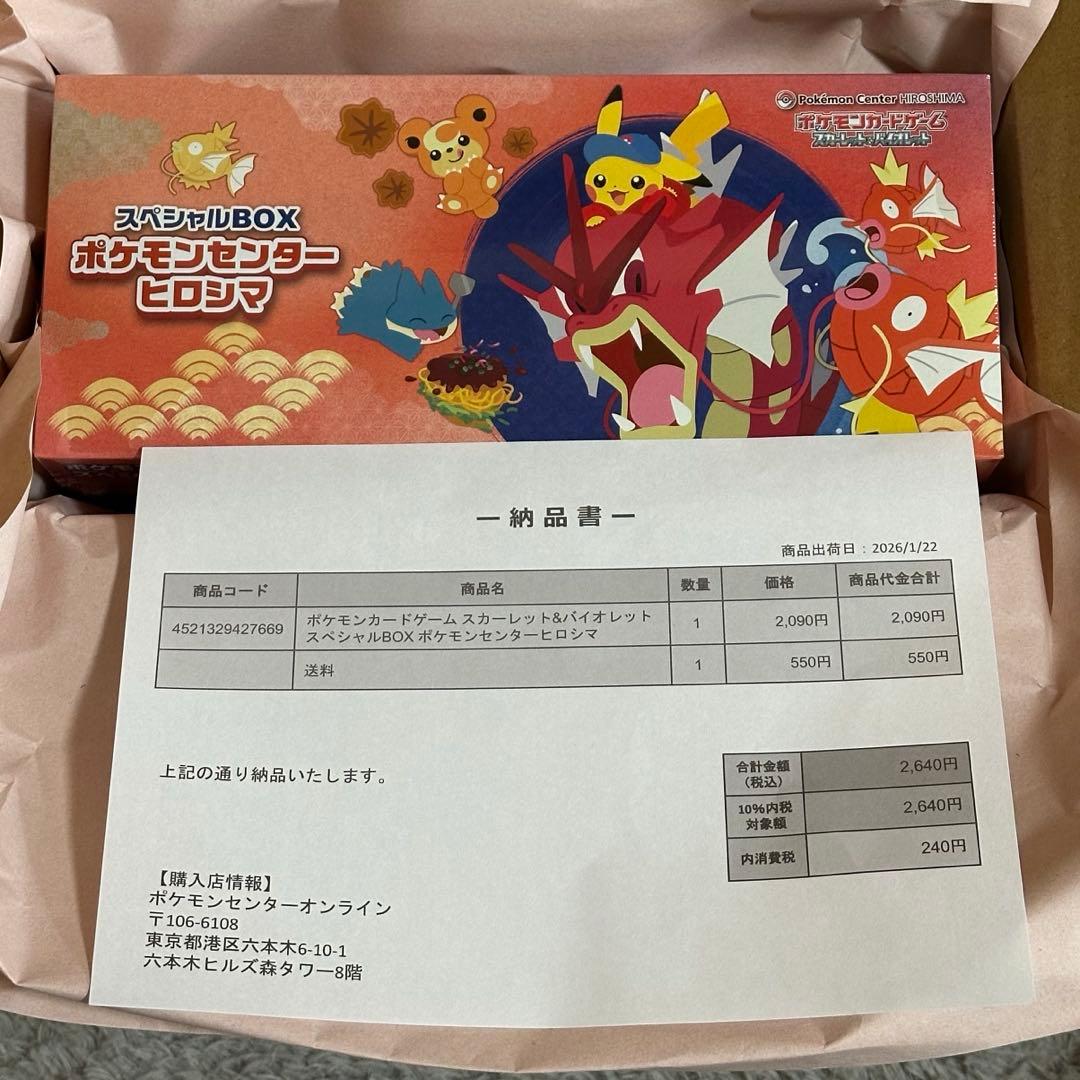 Pokémon Center HIROSHIMA
ポケモンカードゲーム
スカーレット&バイオレット
スペシャルBOX
ポケモンセンター
ヒロシマ
ー 納 品 書 ー
商品出荷日：2026/1/22
商品コード 商品名 数量 価格 商品代金合計
4521329427669 ポケモンカードゲーム スカーレット&バイオレット 1 2,090円 2,090円
スペシャルBOX ポケモンセンターヒロシマ
送料 1 550円 550円
上記の通り納品いたします。
合計金額 2,640円
（税込）
10%内税 2,640円
対象額
内消費税 240円
【購入店情報】
ポケモンセンターオンライン
〒106-6108
東京都港区六本木6-10-1
六本木ヒルズ森タワー8階